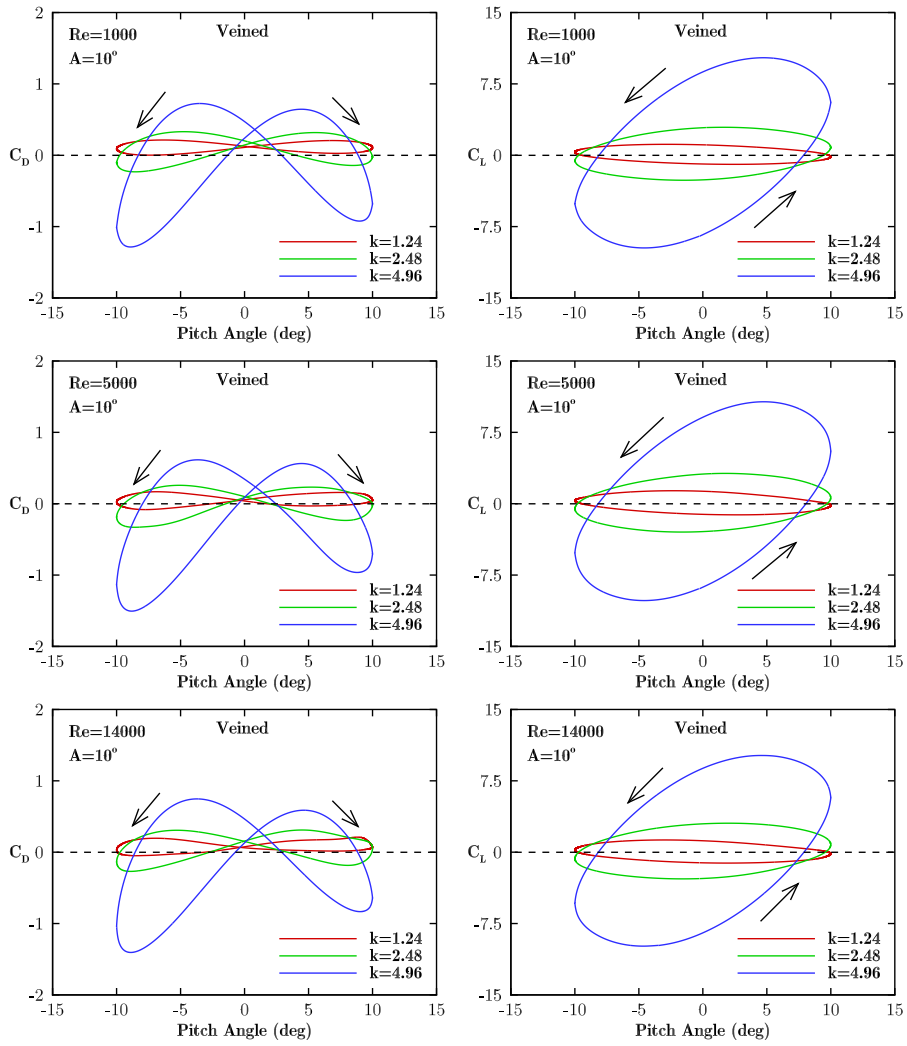 2
1
0
-1
-2
C_D
Re=1000
A=10°
Veined
k=1.24
k=2.48
k=4.96
-15
-10
-5
0
5
10
15
Pitch Angle (deg)
15
7.5
0
-7.5
-15
C_L
Re=1000
A=10°
Veined
k=1.24
k=2.48
k=4.96
-15
-10
-5
0
5
10
15
Pitch Angle (deg)
2
1
0
-1
-2
C_D
Re=5000
A=10°
Veined
k=1.24
k=2.48
k=4.96
-15
-10
-5
0
5
10
15
Pitch Angle (deg)
15
7.5
0
-7.5
-15
C_L
Re=5000
A=10°
Veined
k=1.24
k=2.48
k=4.96
-15
-10
-5
0
5
10
15
Pitch Angle (deg)
2
1
0
-1
-2
C_D
Re=14000
A=10°
Veined
k=1.24
k=2.48
k=4.96
-15
-10
-5
0
5
10
15
Pitch Angle (deg)
15
7.5
0
-7.5
-15
C_L
Re=14000
A=10°
Veined
k=1.24
k=2.48
k=4.96
-15
-10
-5
0
5
10
15
Pitch Angle (deg)